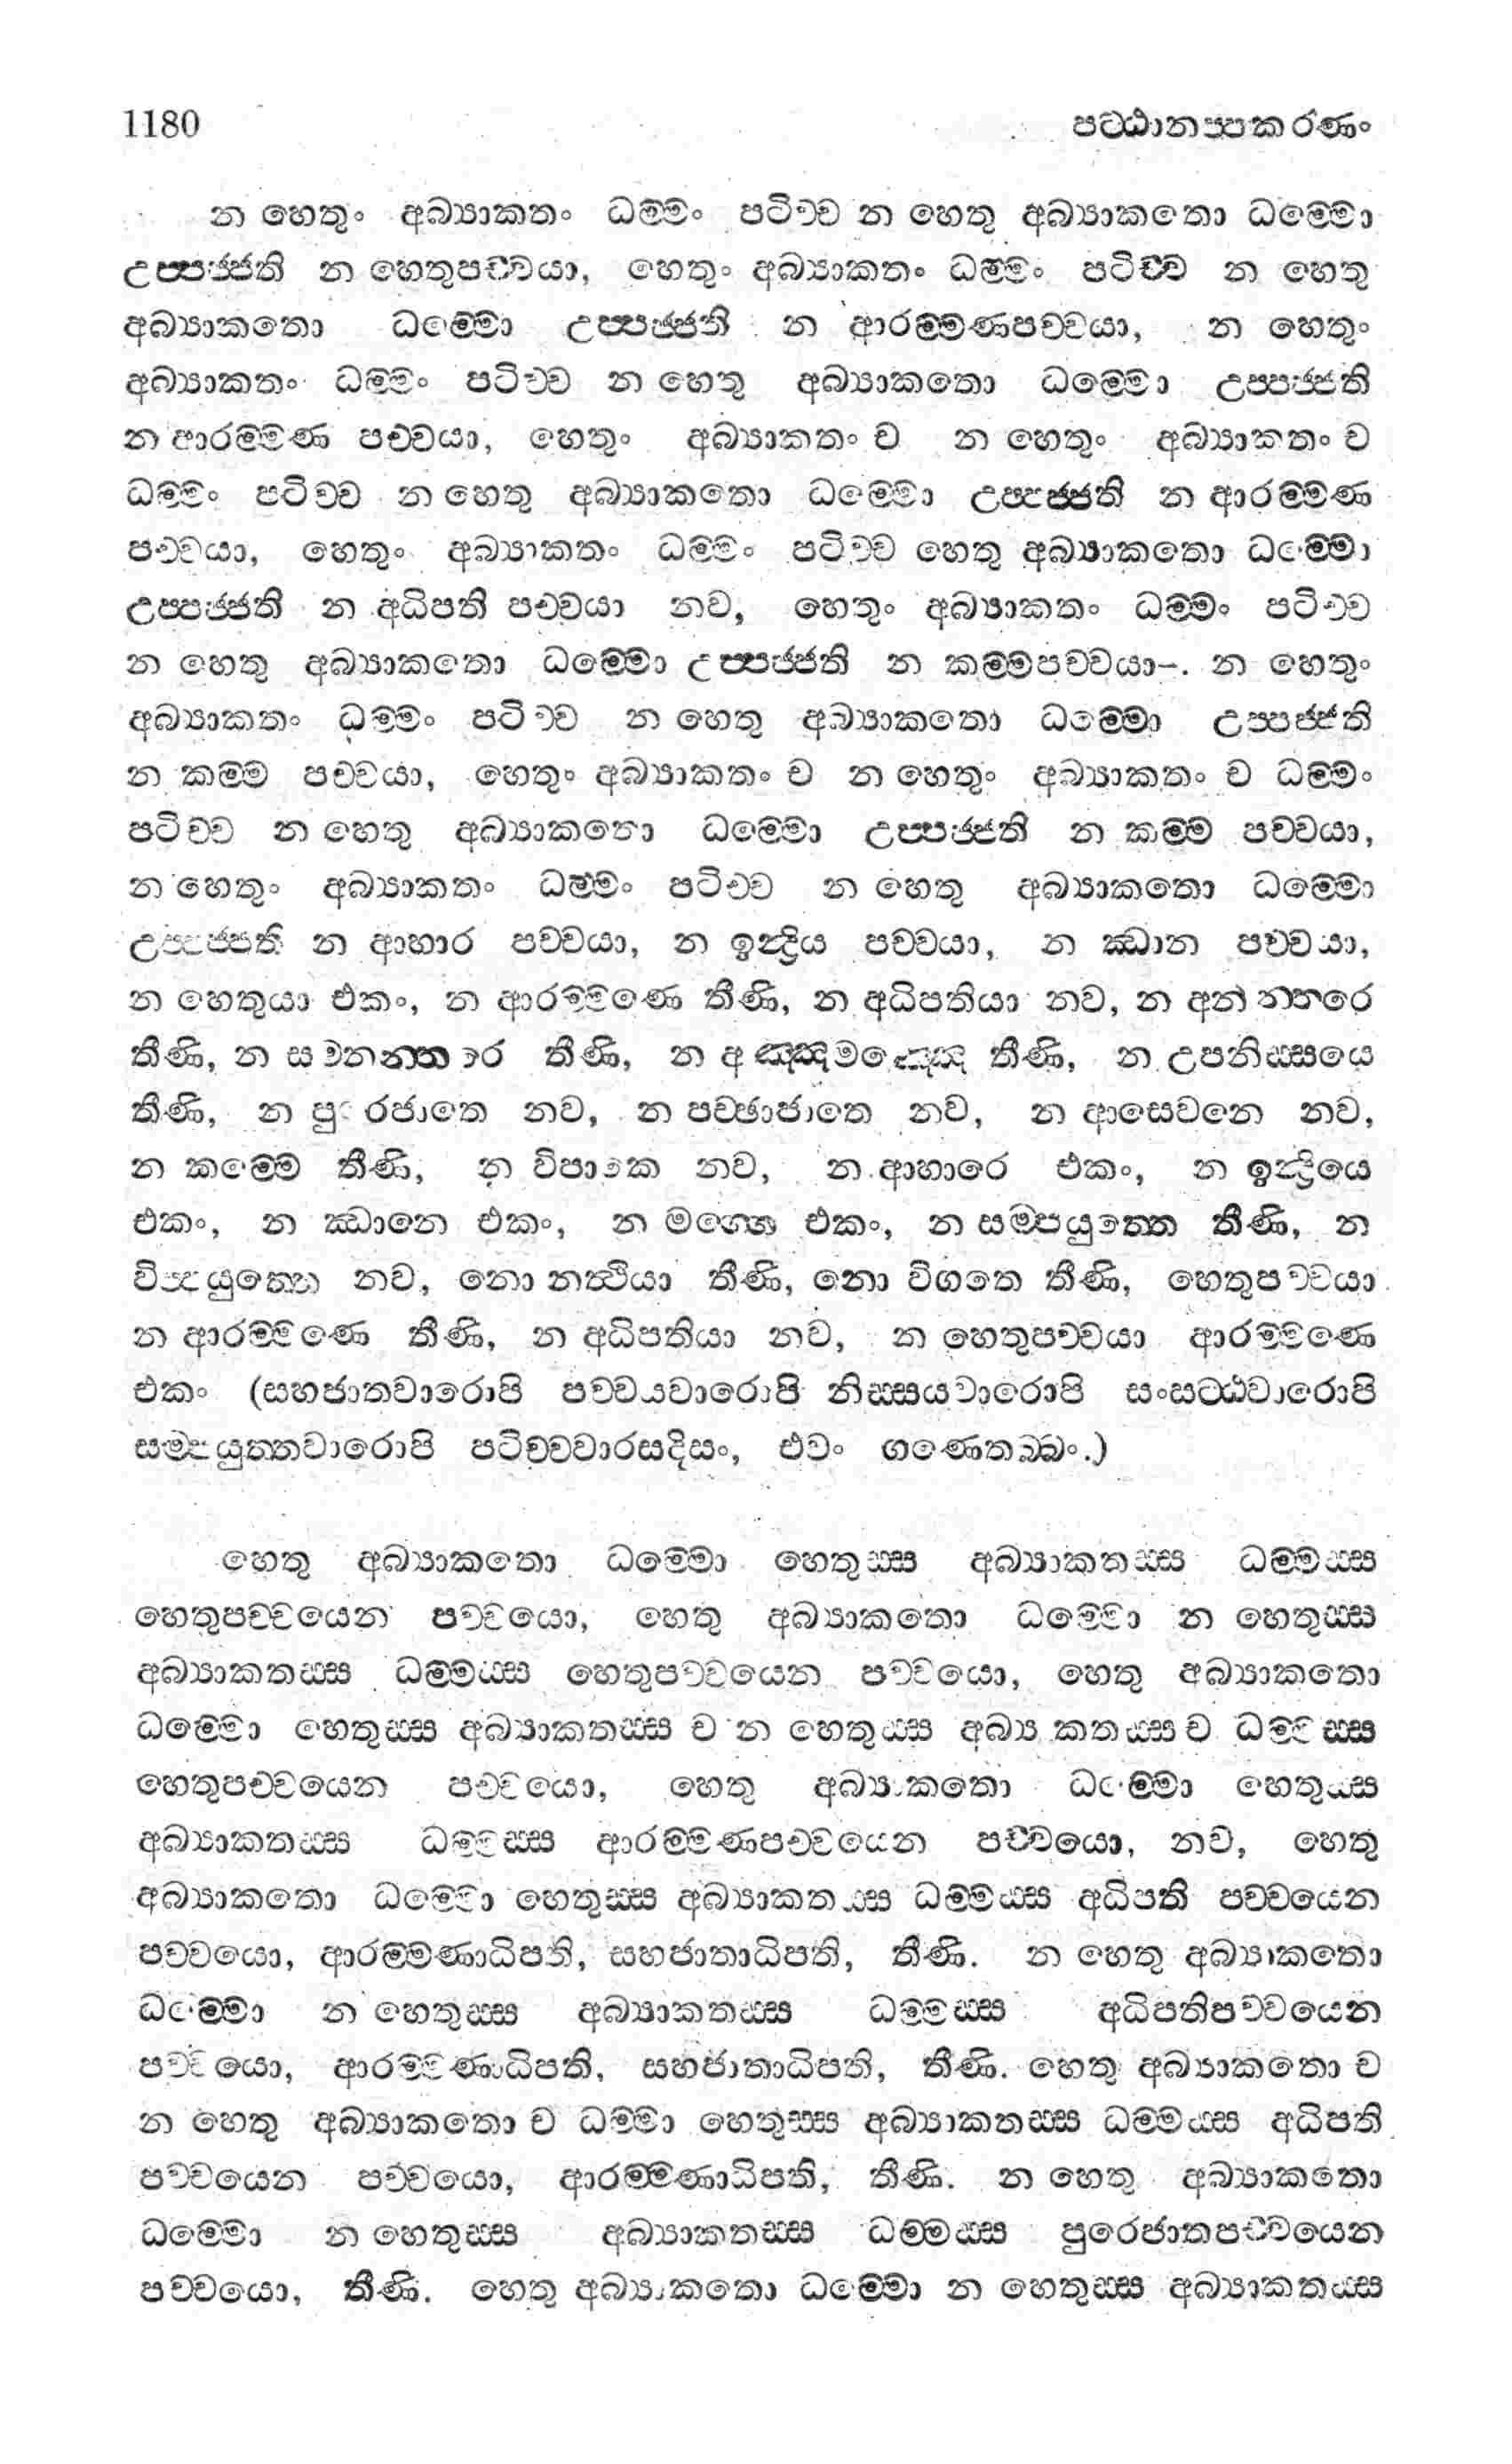 1180 පට්ඨානප්පකරණං
න හෙතුං අබ්‍යාකතං ධම්මං පටිච්ච න හෙතු අබ්‍යාකතො ධම්මො
උප්පජ්ජති න හෙතුපච්චයා, හෙතුං අබ්‍යාකතං ධම්මං පටිච්ච න හෙතු
අබ්‍යාකතො ධම්මො උප්පජ්ජති න ආරම්මණපච්චයා, න හෙතුං
අබ්‍යාකතං ධම්මං පටිච්ච න හෙතු අබ්‍යාකතො ධම්මො උප්පජ්ජති
න ආරම්මණ පච්චයා, හෙතුං අබ්‍යාකතං ච න හෙතුං අබ්‍යාකතං ච
ධම්මං පටිච්ච න හෙතු අබ්‍යාකතො ධම්මො උප්පජ්ජති න ආරම්මණ
පච්චයා, හෙතුං අබ්‍යාකතං ධම්මං පටිච්ච හෙතු අබ්‍යාකතො ධම්මො
උප්පජ්ජති න අධිපති පච්චයා නව, හෙතුං අබ්‍යාකතං ධම්මං පටිච්ච
න හෙතු අබ්‍යාකතො ධම්මො උප්පජ්ජති න කම්මපච්චයා-. න හෙතුං
අබ්‍යාකතං ධම්මං පටිච්ච න හෙතු අබ්‍යාකතො ධම්මො උප්පජ්ජති
න කම්ම පච්චයා, හෙතුං අබ්‍යාකතං ච න හෙතුං අබ්‍යාකතං ච ධම්මං
පටිච්ච න හෙතු අබ්‍යාකතො ධම්මො උප්පජ්ජති න කම්ම පච්චයා,
න හෙතුං අබ්‍යාකතං ධම්මං පටිච්ච න හෙතු අබ්‍යාකතො ධම්මො
උප්පජ්ජති න ආහාර පච්චයා, න ඉන්ද්‍රිය පච්චයා, න ඣාන පච්චයා,
න හෙතුයා එකං, න ආරම්මණෙ තීණි, න අධිපතියා නව, න අනන්තරෙ
තීණි, න සමනන්තරෙ තීණි, න අඤ්ඤමඤ්ඤෙ තීණි, න උපනිස්සයෙ
තීණි, න පුරෙජාතෙ නව, න පච්ඡාජාතෙ නව, න ආසෙවනෙ නව,
න කම්මෙ තීණි, න විපාකෙ නව, න ආහාරෙ එකං, න ඉන්ද්‍රියෙ
එකං, න ඣානෙ එකං, න මග්ගෙ එකං, න සම්පයුත්තෙ තීණි, න
විප්පයුත්තෙ නව, නො නත්ථියා තීණි, නො විගතෙ තීණි, හෙතුපච්චයා
න ආරම්මණෙ තීණි, න අධිපතියා නව, න හෙතුපච්චයා ආරම්මණෙ
එකං (සහජාතවාරොපි පච්චයවාරොපි නිස්සයවාරොපි සංසට්ඨවාරොපි
සම්පයුත්තවාරොපි පටිච්චවාරසදිසං, එවං ගණෙතබ්බං.)
හෙතු අබ්‍යාකතො ධම්මො හෙතුස්ස අබ්‍යාකතස්ස ධම්මස්ස
හෙතුපච්චයෙන පච්චයො, හෙතු අබ්‍යාකතො ධම්මො න හෙතුස්ස
අබ්‍යාකතස්ස ධම්මස්ස හෙතුපච්චයෙන පච්චයො, හෙතු අබ්‍යාකතො
ධම්මො හෙතුස්ස අබ්‍යාකතස්ස ච න හෙතුස්ස අබ්‍යාකතස්ස ච ධම්මස්ස
හෙතුපච්චයෙන පච්චයො, හෙතු අබ්‍යාකතො ධම්මො හෙතුස්ස
අබ්‍යාකතස්ස ධම්මස්ස ආරම්මණපච්චයෙන පච්චයො, නව, හෙතු
අබ්‍යාකතො ධම්මො හෙතුස්ස අබ්‍යාකතස්ස ධම්මස්ස අධිපති පච්චයෙන
පච්චයො, ආරම්මණාධිපති, සහජාතාධිපති, තීණි. න හෙතු අබ්‍යාකතො
ධම්මො න හෙතුස්ස අබ්‍යාකතස්ස ධම්මස්ස අධිපතිපච්චයෙන
පච්චයො, ආරම්මණාධිපති, සහජාතාධිපති, තීණි. හෙතු අබ්‍යාකතො ච
න හෙතු අබ්‍යාකතො ච ධම්මා හෙතුස්ස අබ්‍යාකතස්ස ධම්මස්ස අධිපති
පච්චයෙන පච්චයො, ආරම්මණාධිපති, තීණි. න හෙතු අබ්‍යාකතො
ධම්මො න හෙතුස්ස අබ්‍යාකතස්ස ධම්මස්ස පුරෙජාතපච්චයෙන
පච්චයො, තීණි. හෙතු අබ්‍යාකතො ධම්මො න හෙතුස්ස අබ්‍යාකතස්ස